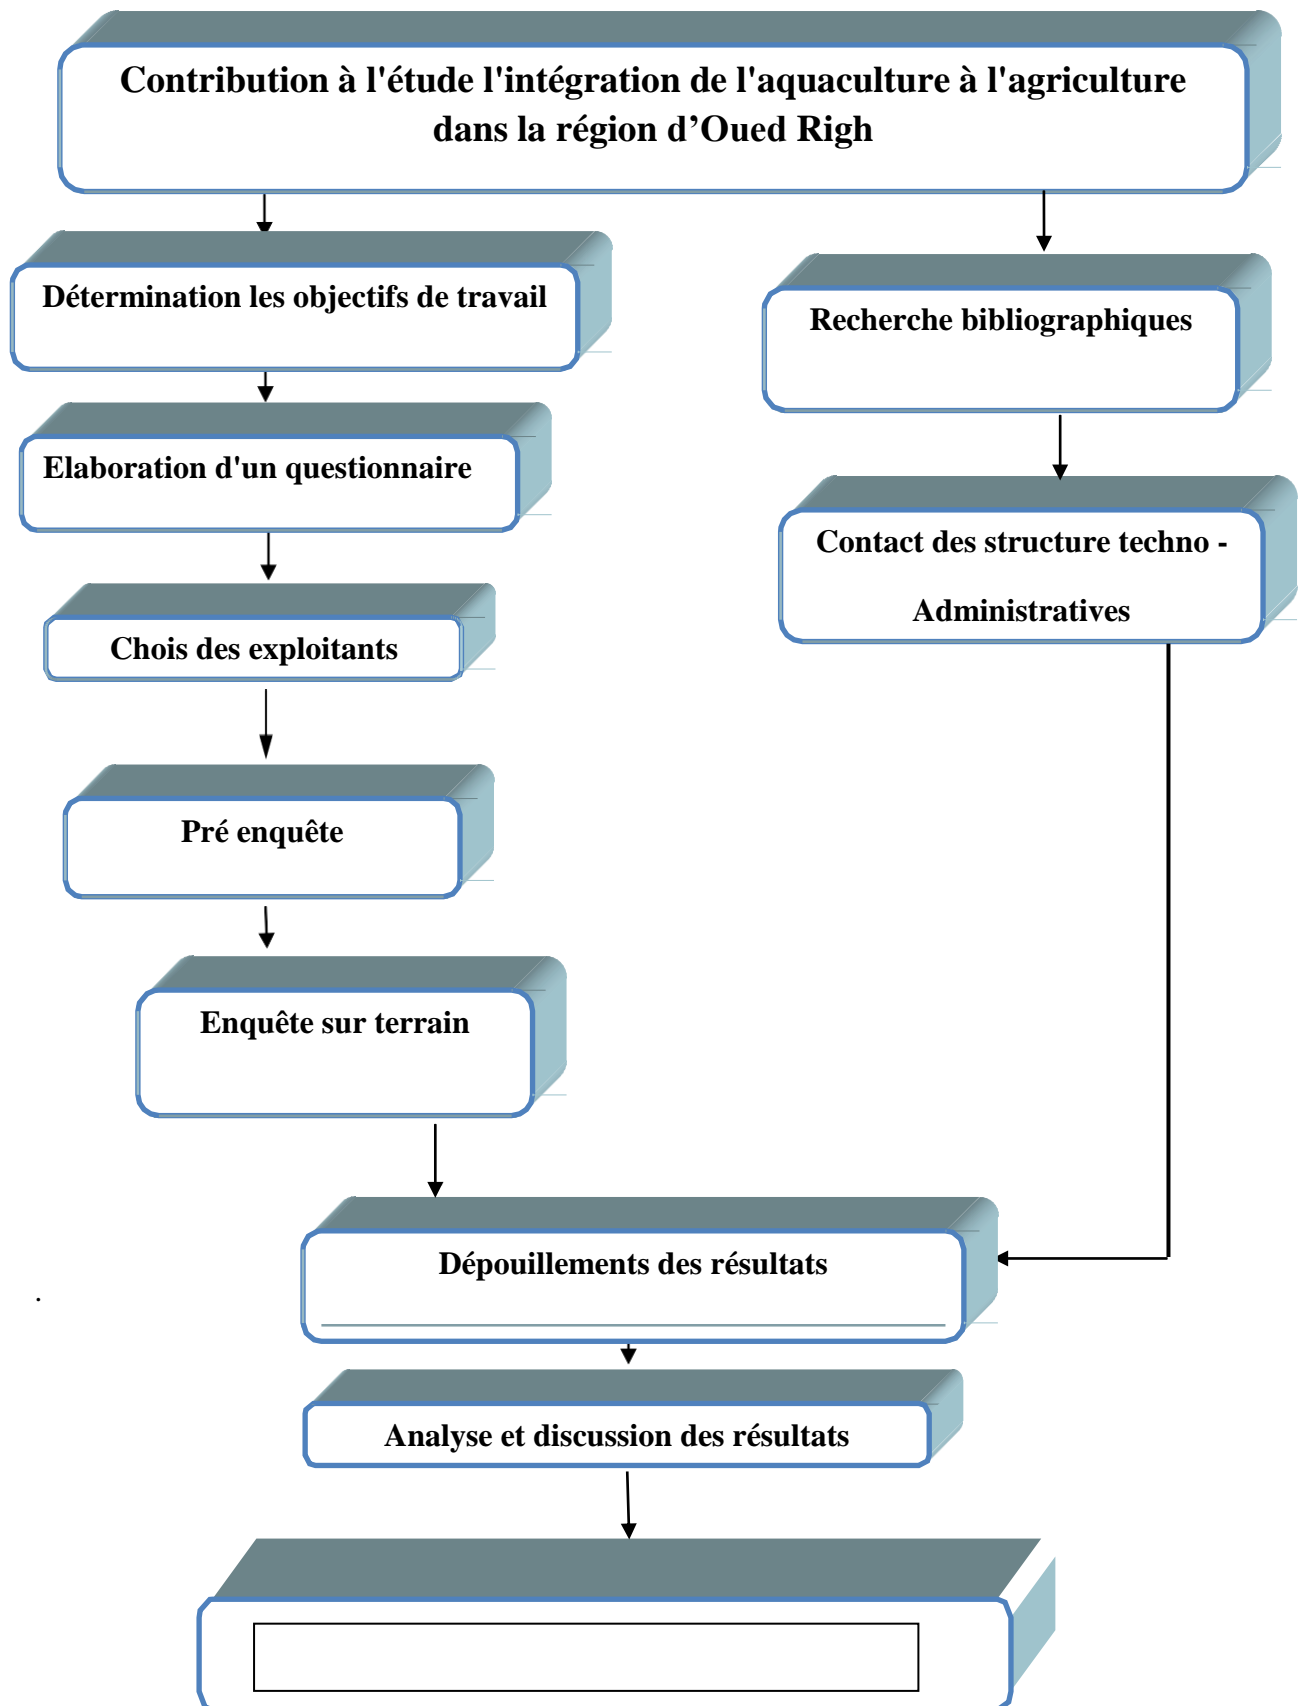 Contribution à l'étude l'intégration de l'aquaculture à l'agriculture
dans la région d’Oued Righ
Détermination les objectifs de travail
Recherche bibliographiques
Elaboration d'un questionnaire
Contact des structure techno -
Administratives
Chois des exploitants
Pré enquête
Enquête sur terrain
Dépouillements des résultats
.
Analyse et discussion des résultats